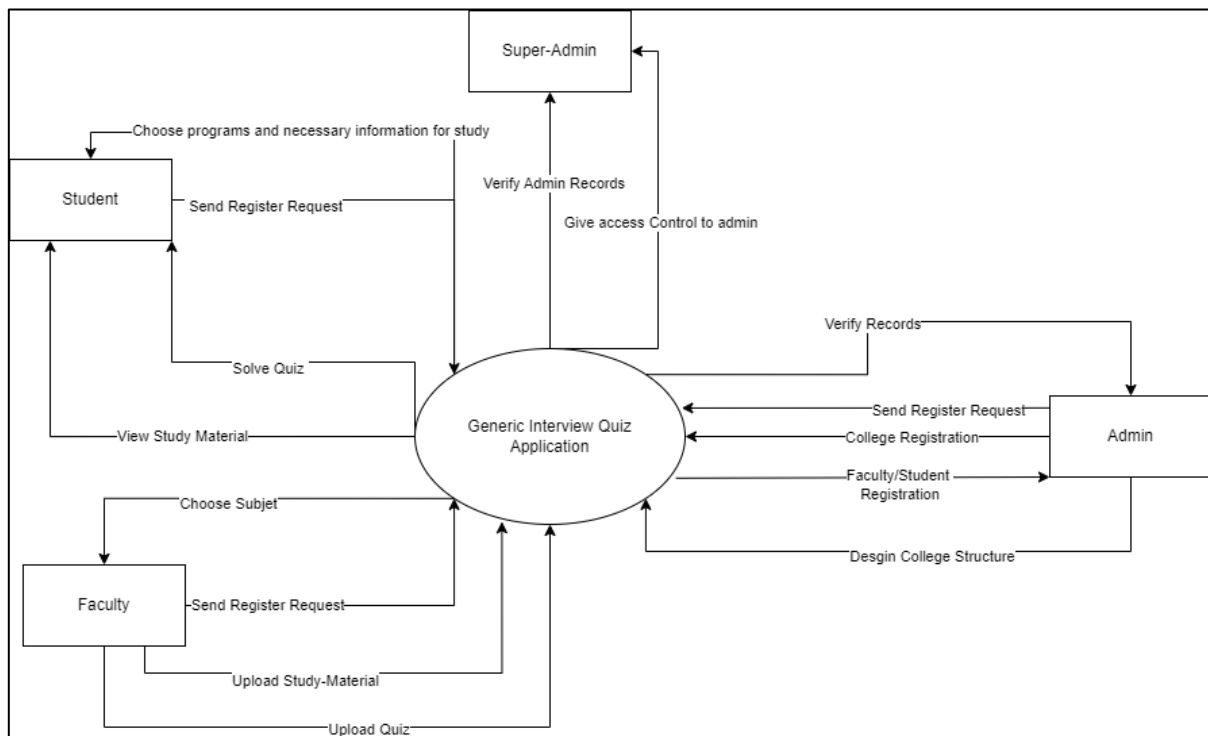 Super-Admin
Choose programs and necessary information for study
Student
Send Register Request
Verify Admin Records
Give access Control to admin
Verify Records
Solve Quiz
Send Register Request
Generic Interview Quiz
Application
View Study Material
College Registration
Admin
Faculty/Student
Registration
Choose Subjet
Desgin College Structure
Faculty
Send Register Request
Upload Study-Material
Upload Quiz